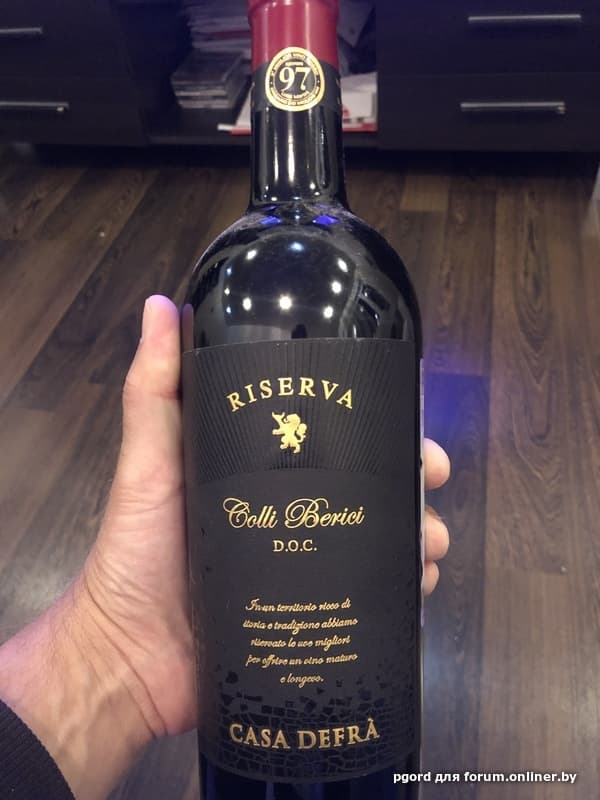 97
RISERVA
Colli Berici
D.O.C.
In un territorio ricco di
storia e tradizione abbiamo
riservato le uve migliori
per offrire un vino maturo
e longevo.
CASA DEFRÀ
pgord для forum.onliner.by